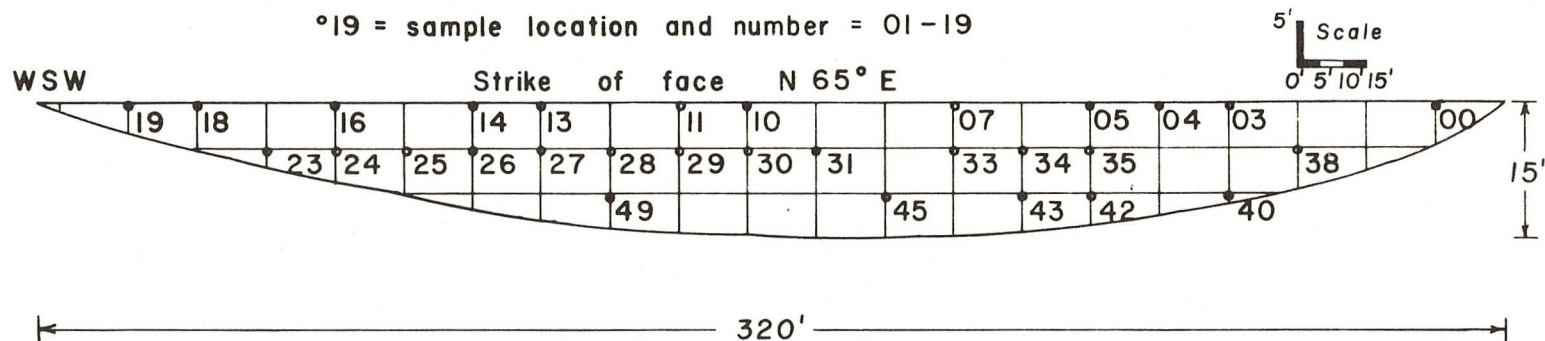 °19 = sample location and number = 01-19
5' Scale
0' 5' 10' 15'
WSW Strike of face N 65° E
19 18 16 14 13 11 10 07 05 04 03 00
23 24 25 26 27 28 29 30 31 33 34 35 38
15'
49 45 43 42 40
320'